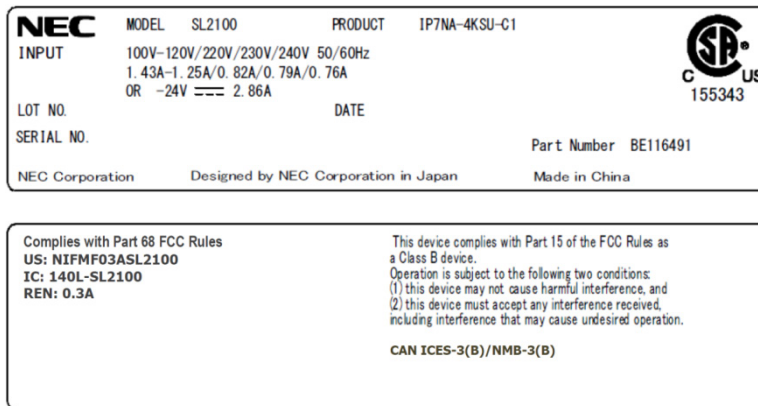 NEC MODEL SL2100 PRODUCT IP7NA-4KSU-C1
INPUT 100V-120V/220V/230V/240V 50/60Hz
1.43A-1.25A/0.82A/0.79A/0.76A
OR -24V ⎓ 2.86A
LOT NO. DATE
SERIAL NO.
Part Number BE116491
NEC Corporation Designed by NEC Corporation in Japan Made in China
SA
C US
155343
Complies with Part 68 FCC Rules
US: NIFMF03ASL2100
IC: 140L-SL2100
REN: 0.3A
This device complies with Part 15 of the FCC Rules as
a Class B device.
Operation is subject to the following two conditions:
(1) this device may not cause harmful interference, and
(2) this device must accept any interference received,
including interference that may cause undesired operation.
CAN ICES-3(B)/NMB-3(B)